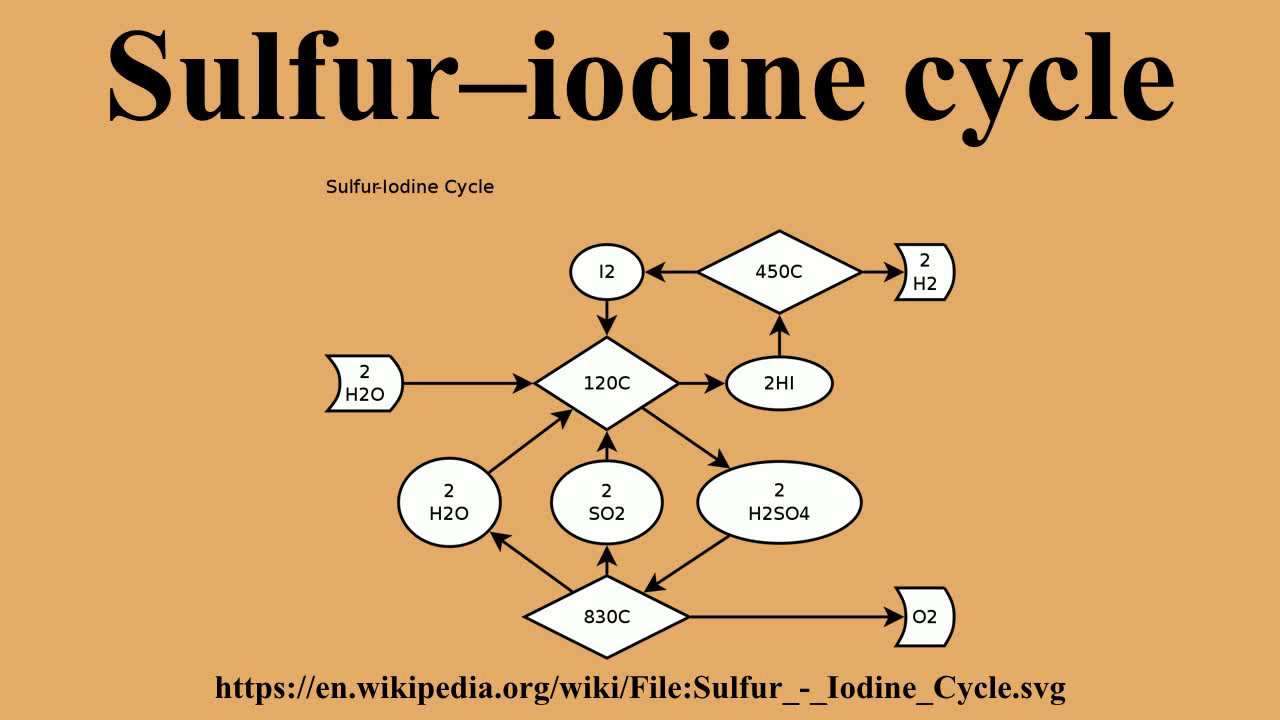 Sulfur–iodine cycle
Sulfur-Iodine Cycle
I2
450C
2
H2
2
H2O
120C
2HI
2
H2O
2
SO2
2
H2SO4
830C
O2
https://en.wikipedia.org/wiki/File:Sulfur_-_Iodine_Cycle.svg